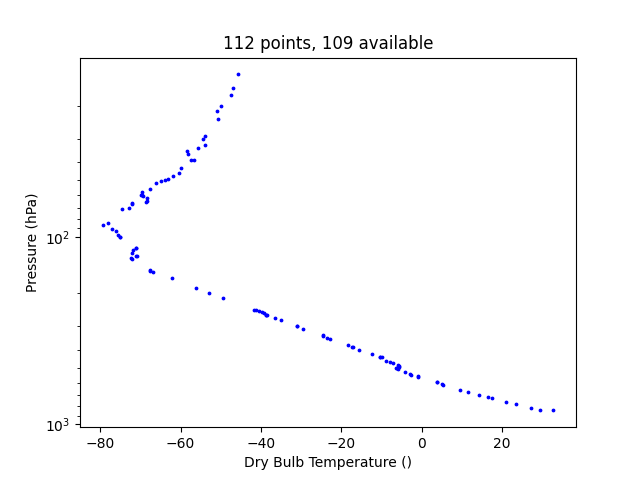 112 points, 109 available
Pressure (hPa)
10²
10³
−80 −60 −40 −20 0 20
Dry Bulb Temperature ()